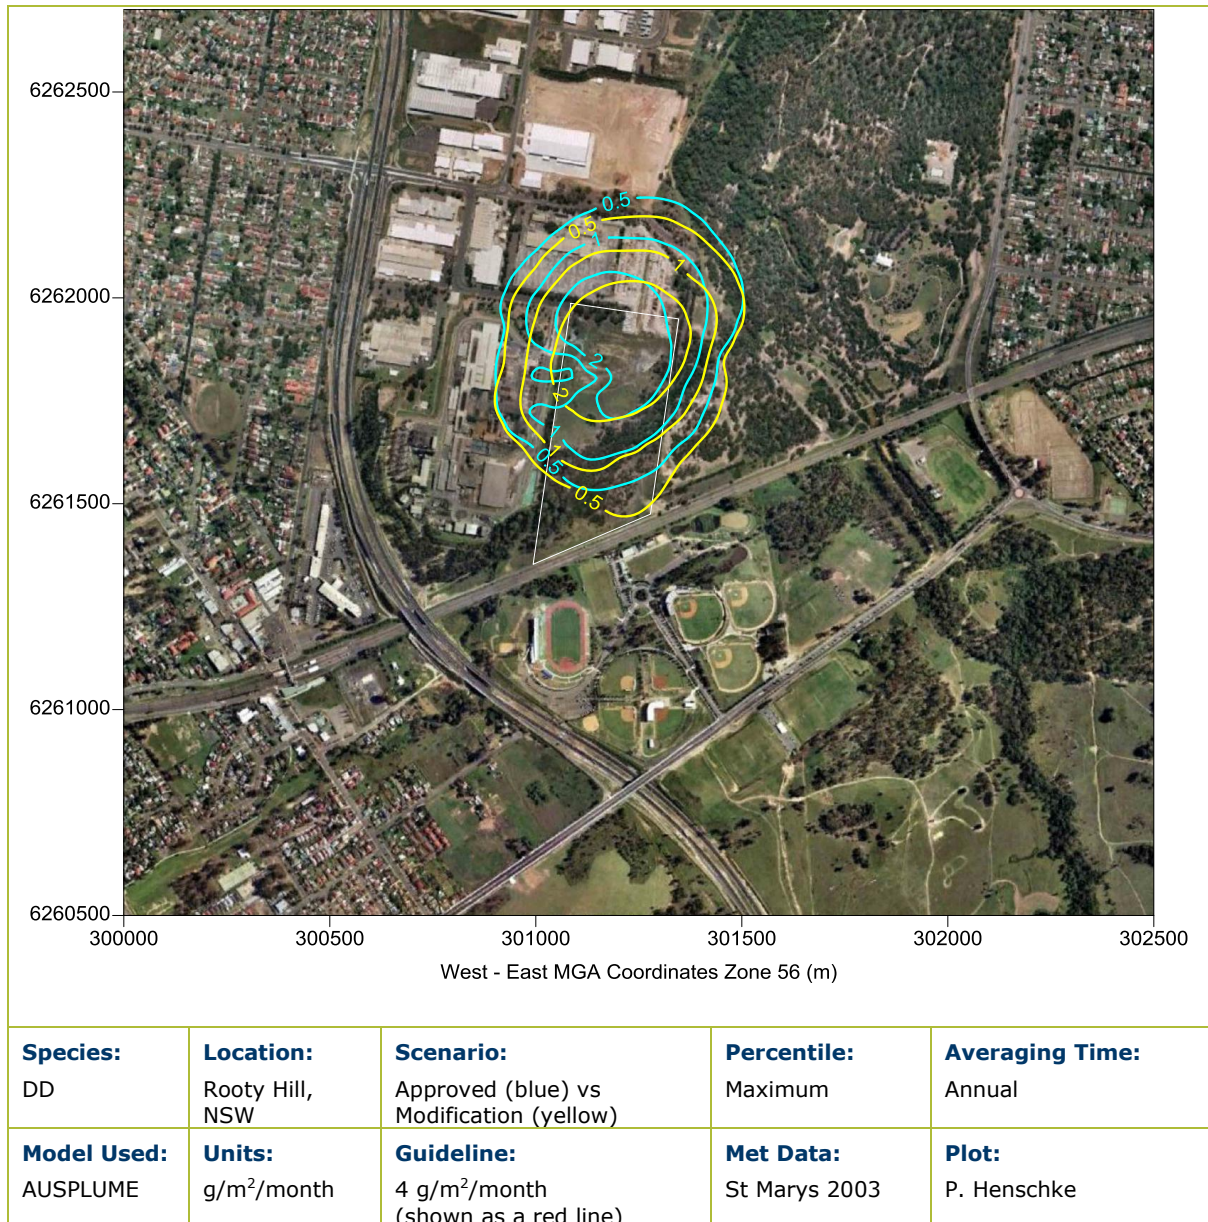 6262500
6262000
6261500
6261000
6260500
300000
300500
301000
301500
302000
302500
West - East MGA Coordinates Zone 56 (m)
0.5
0.5
1
1
2
2
1
1
0.5
0.5
Species:
DD
Location:
Rooty Hill,
NSW
Scenario:
Approved (blue) vs
Modification (yellow)
Percentile:
Maximum
Averaging Time:
Annual
Model Used:
AUSPLUME
Units:
g/m²/month
Guideline:
4 g/m²/month
(shown as a red line)
Met Data:
St Marys 2003
Plot:
P. Henschke